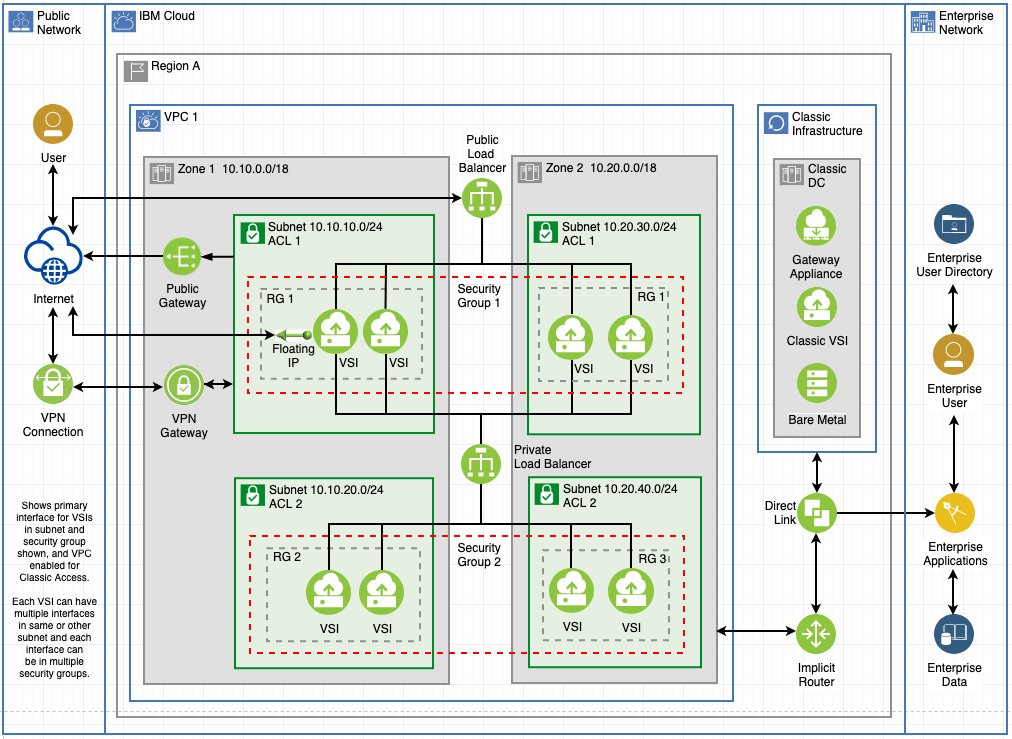 Public
Network
IBM Cloud
Enterprise
Network
Region A
VPC 1
Classic
Infrastructure
Public
Load
Balancer
Zone 1 10.10.0.0/18
Zone 2 10.20.0.0/18
Classic
DC
User
Subnet 10.10.10.0/24
ACL 1
Subnet 10.20.30.0/24
ACL 1
Gateway
Appliance
Enterprise
User Directory
Internet
Public
Gateway
Security
Group 1
RG 1
RG 1
Floating
IP
VSI
VSI
VSI
VSI
Classic VSI
Enterprise
User
VPN
Connection
VPN
Gateway
Bare Metal
Private
Load Balancer
Subnet 10.10.20.0/24
ACL 2
Subnet 10.20.40.0/24
ACL 2
Direct
Link
Shows primary
interface for VSIs
in subnet and
security group
shown, and VPC
enabled for
Classic Access.
Each VSI can have
multiple interfaces
in same or other
subnet and each
interface can
be in multiple
security groups.
Security
Group 2
RG 2
RG 3
VSI
VSI
VSI
VSI
Enterprise
Applications
Implicit
Router
Enterprise
Data